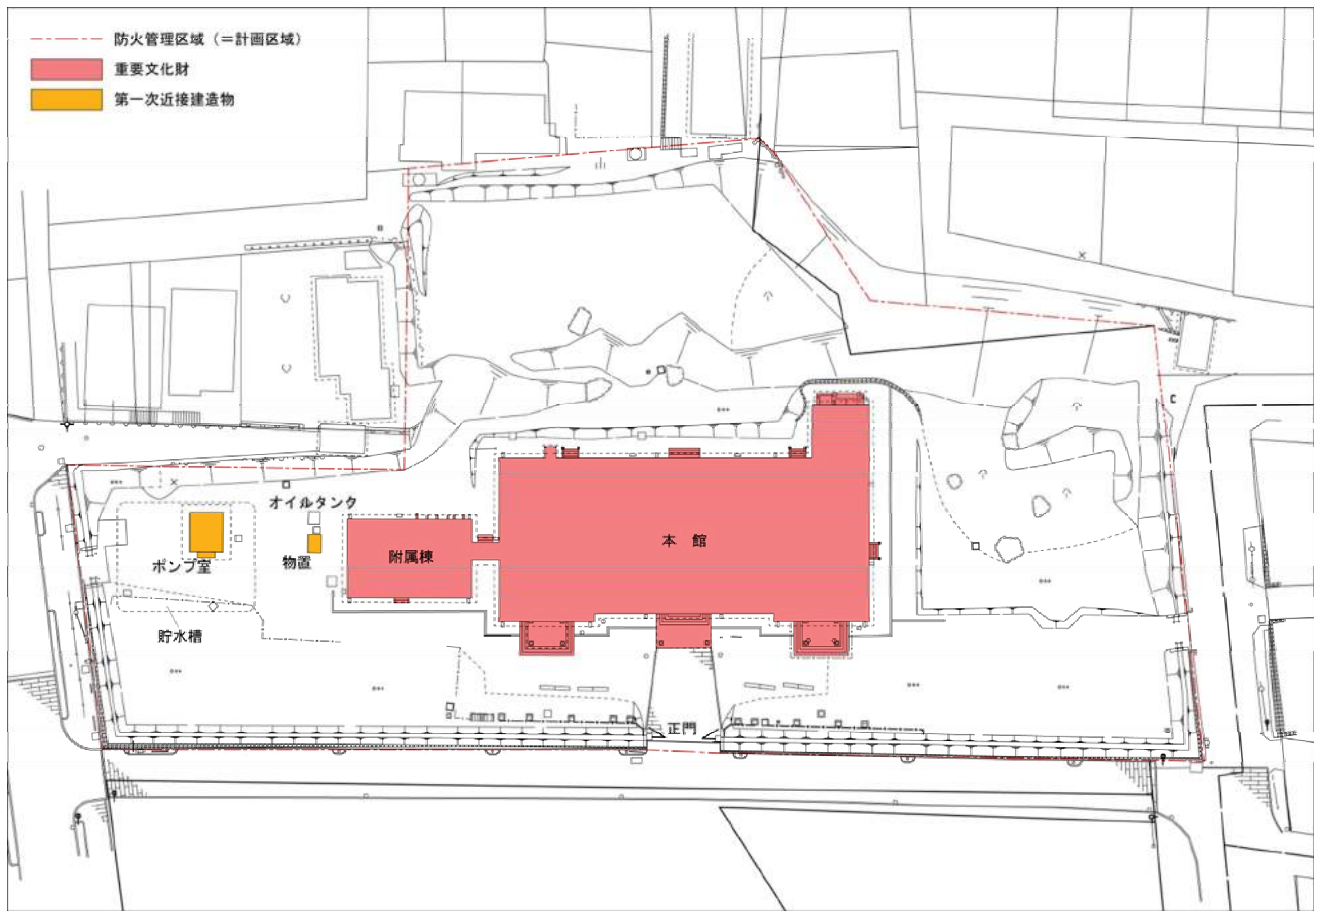 防火管理区域（＝計画区域）
重要文化財
第一次近接建造物
オイルタンク
本 館
附属棟
ポンプ室
物置
貯水槽
正門